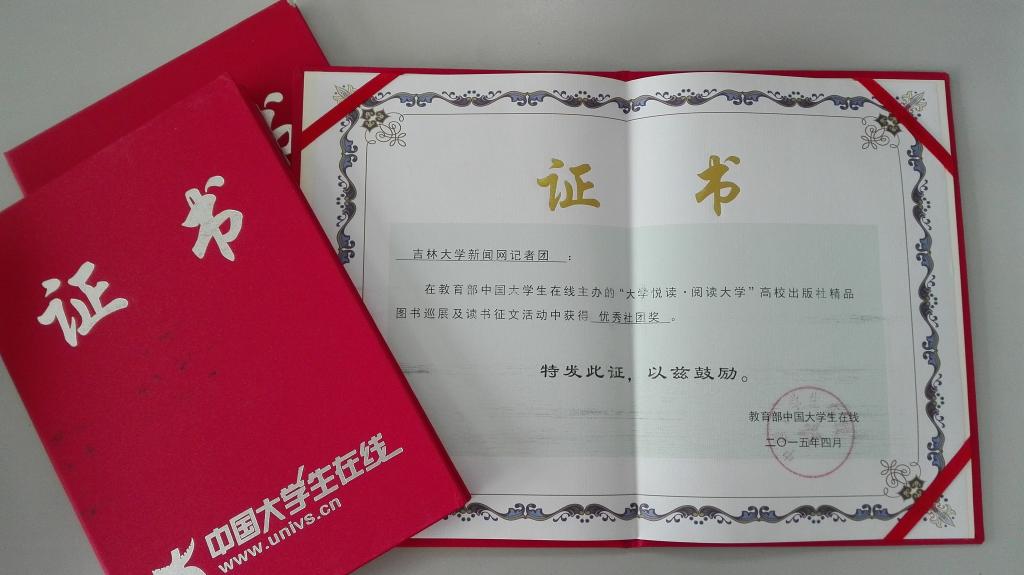 证书
中国大学生在线
www.univs.cn
证书
吉林大学新闻网记者团：
在教育部中国大学生在线主办的“大学悦读·阅读大学”高校出版社精品
图书巡展及读书征文活动中获得 优秀社团奖 。
特发此证，以兹鼓励。
教育部中国大学生在线
二〇一五年四月